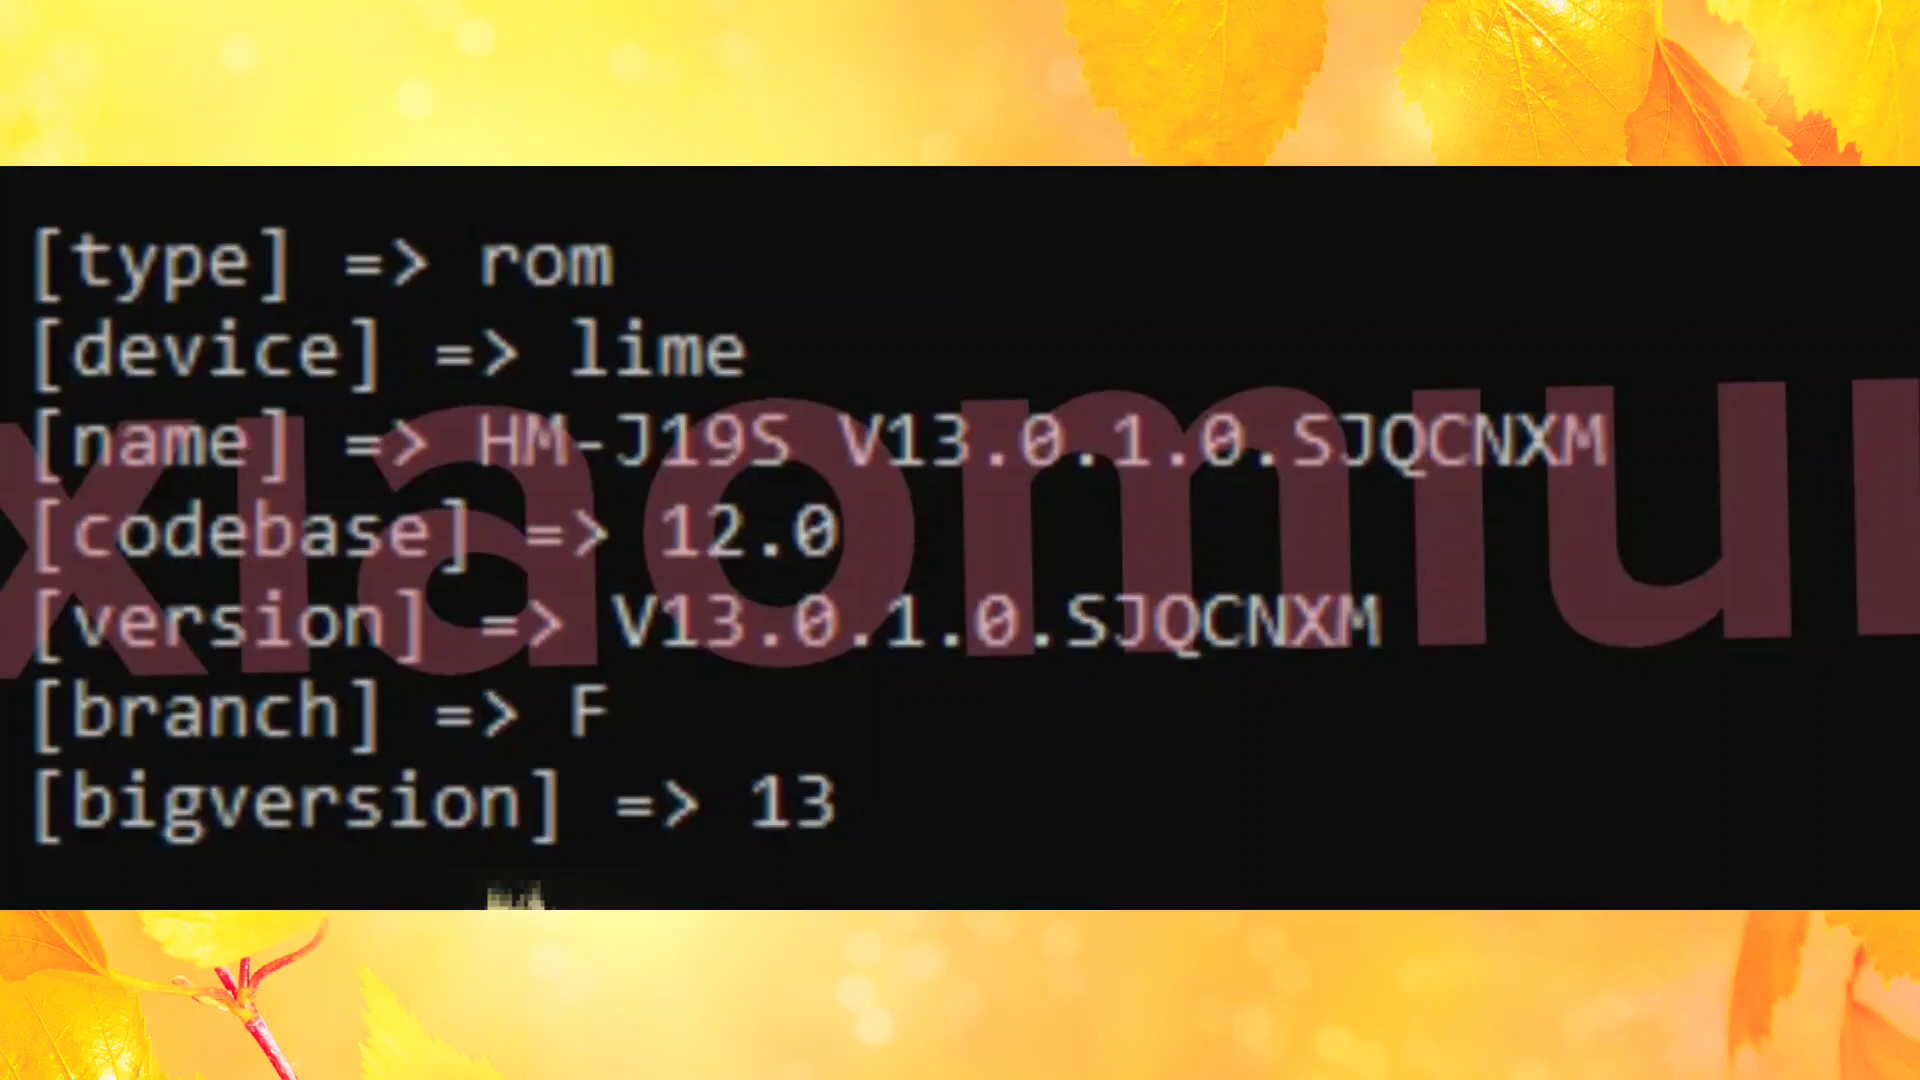 [type] => rom
[device] => lime
[name] => HM-J19S V13.0.1.0.SJQCNXM
[codebase] => 12.0
[version] => V13.0.1.0.SJQCNXM
[branch] => F
[bigversion] => 13
xiaomiui